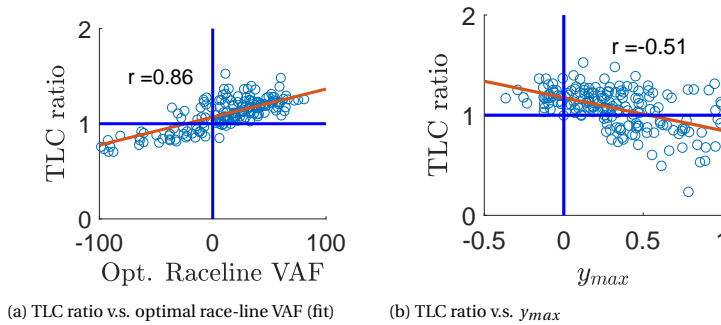 2
r =0.86
TLC ratio
1
0
-100
0
100
Opt. Raceline VAF
(a) TLC ratio v.s. optimal race-line VAF (fit)
2
r =-0.51
TLC ratio
1
0
-0.5
0
0.5
1
y_max
(b) TLC ratio v.s. y_max